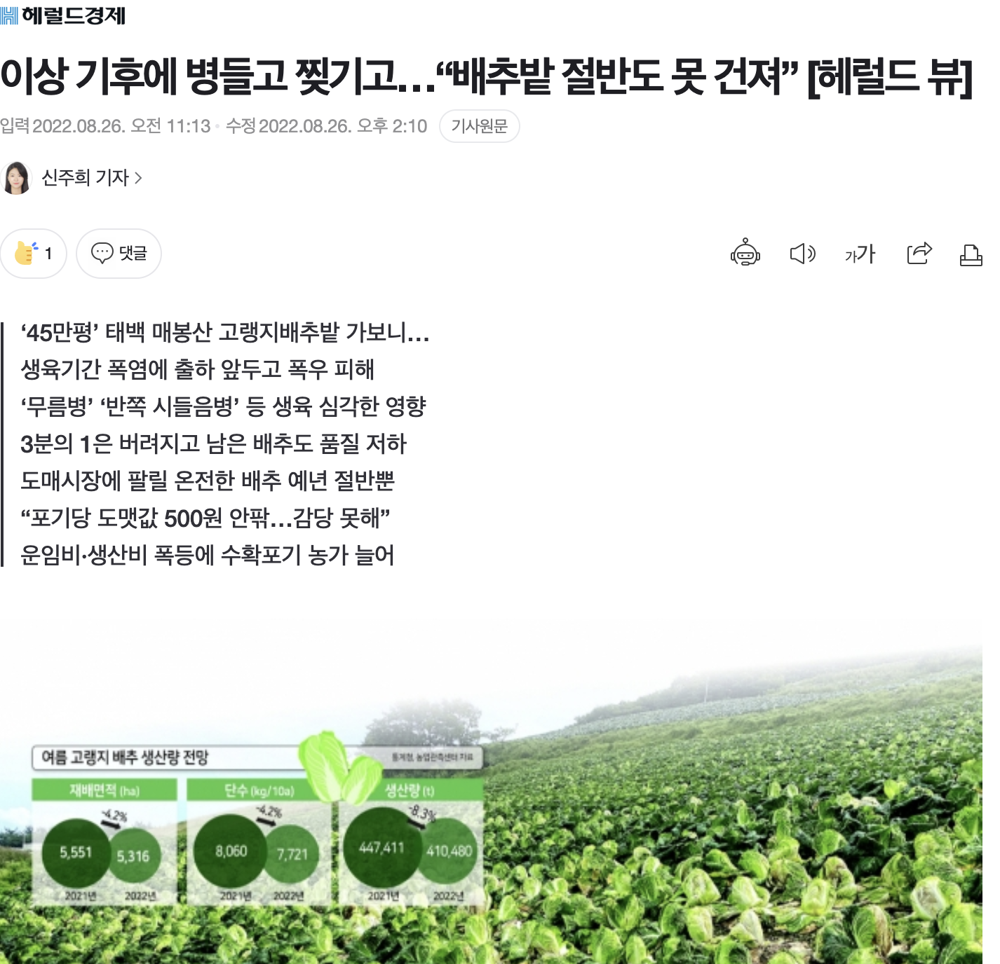 헤럴드경제
이상 기후에 병들고 찢기고…“배추밭 절반도 못 건져” [헤럴드 뷰]
입력 2022.08.26. 오전 11:13 · 수정 2022.08.26. 오후 2:10 기사원문
신주희 기자
1 댓글
가가
‘45만평’ 태백 매봉산 고랭지배추밭 가보니…
생육기간 폭염에 출하 앞두고 폭우 피해
‘무름병’ ‘반쪽 시들음병’ 등 생육 심각한 영향
3분의 1은 버려지고 남은 배추도 품질 저하
도매시장에 팔릴 온전한 배추 예년 절반뿐
“포기당 도맷값 500원 안팎…감당 못해”
운임비·생산비 폭등에 수확포기 농가 늘어
여름 고랭지 배추 생산량 전망
통계청, 농업관측센터 자료
재배면적 (ha) 단수 (kg/10a) 생산량 (t)
-4.2% -4.2% -8.3%
5,551 5,316 8,060 7,721 447,411 410,480
2021년 2022년 2021년 2022년 2021년 2022년